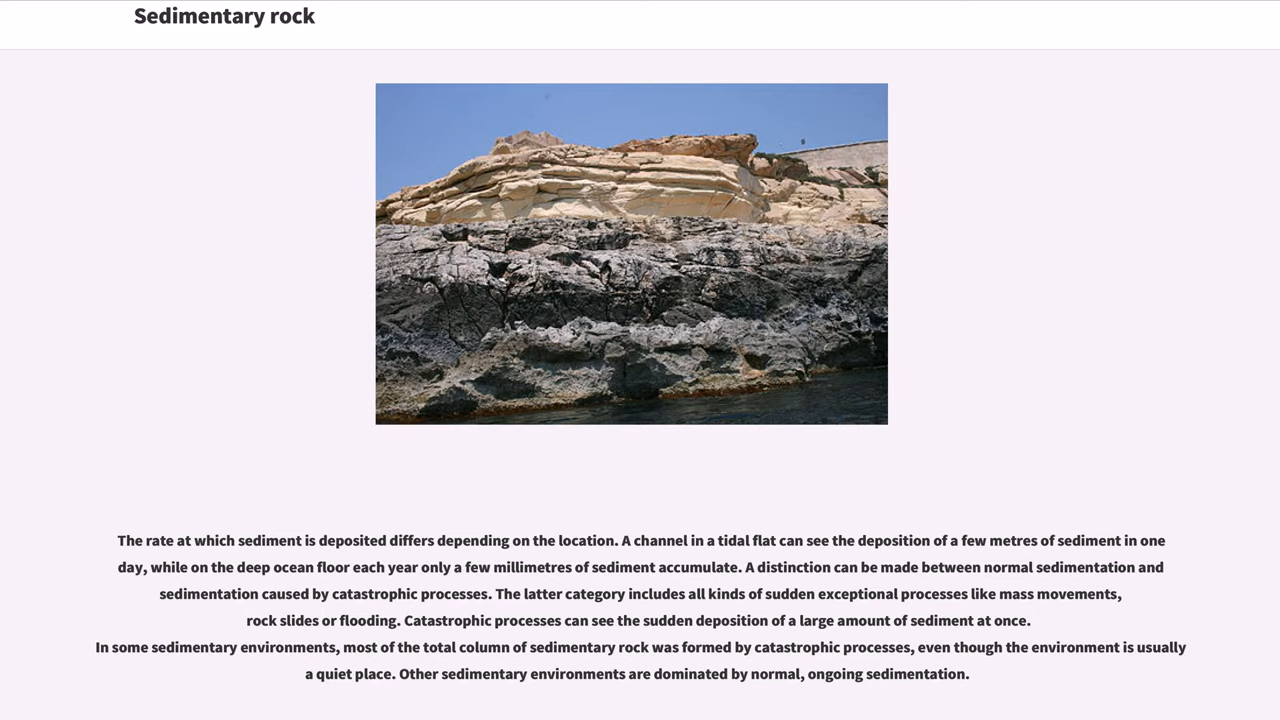 Sedimentary rock
The rate at which sediment is deposited differs depending on the location. A channel in a tidal flat can see the deposition of a few metres of sediment in one
day, while on the deep ocean floor each year only a few millimetres of sediment accumulate. A distinction can be made between normal sedimentation and
sedimentation caused by catastrophic processes. The latter category includes all kinds of sudden exceptional processes like mass movements,
rock slides or flooding. Catastrophic processes can see the sudden deposition of a large amount of sediment at once.
In some sedimentary environments, most of the total column of sedimentary rock was formed by catastrophic processes, even though the environment is usually
a quiet place. Other sedimentary environments are dominated by normal, ongoing sedimentation.